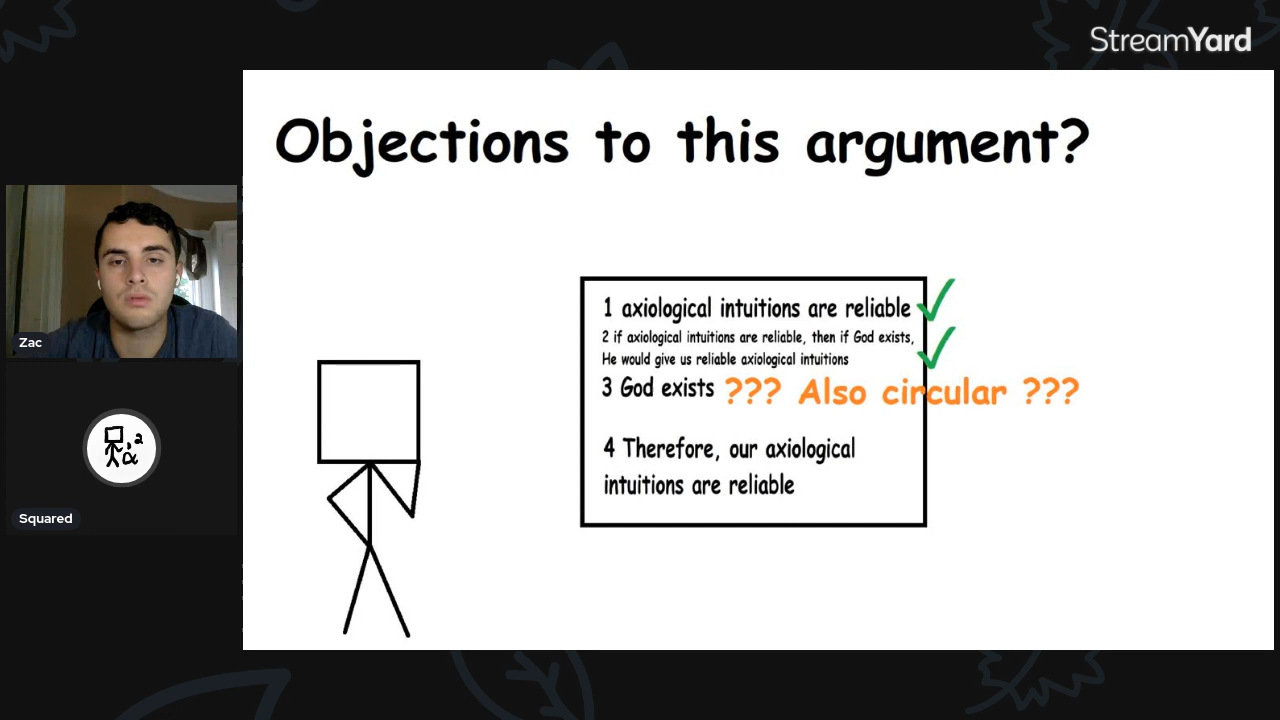 StreamYard
Objections to this argument?
1 axiological intuitions are reliable
2 if axiological intuitions are reliable, then if God exists,
He would give us reliable axiological intuitions
3 God exists ??? Also circular ???
4 Therefore, our axiological
intuitions are reliable
Zac
,2
α
Squared